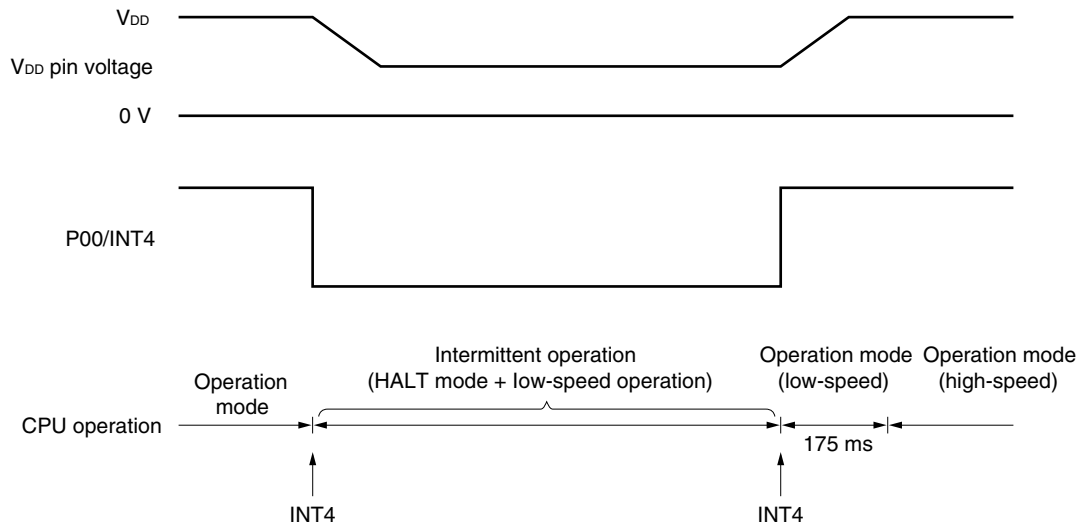 VDD
VDD pin voltage
0 V
P00/INT4
Intermittent operation
(HALT mode + low-speed operation)
Operation mode
(low-speed)
Operation mode
(high-speed)
Operation
mode
CPU operation
175 ms
INT4
INT4